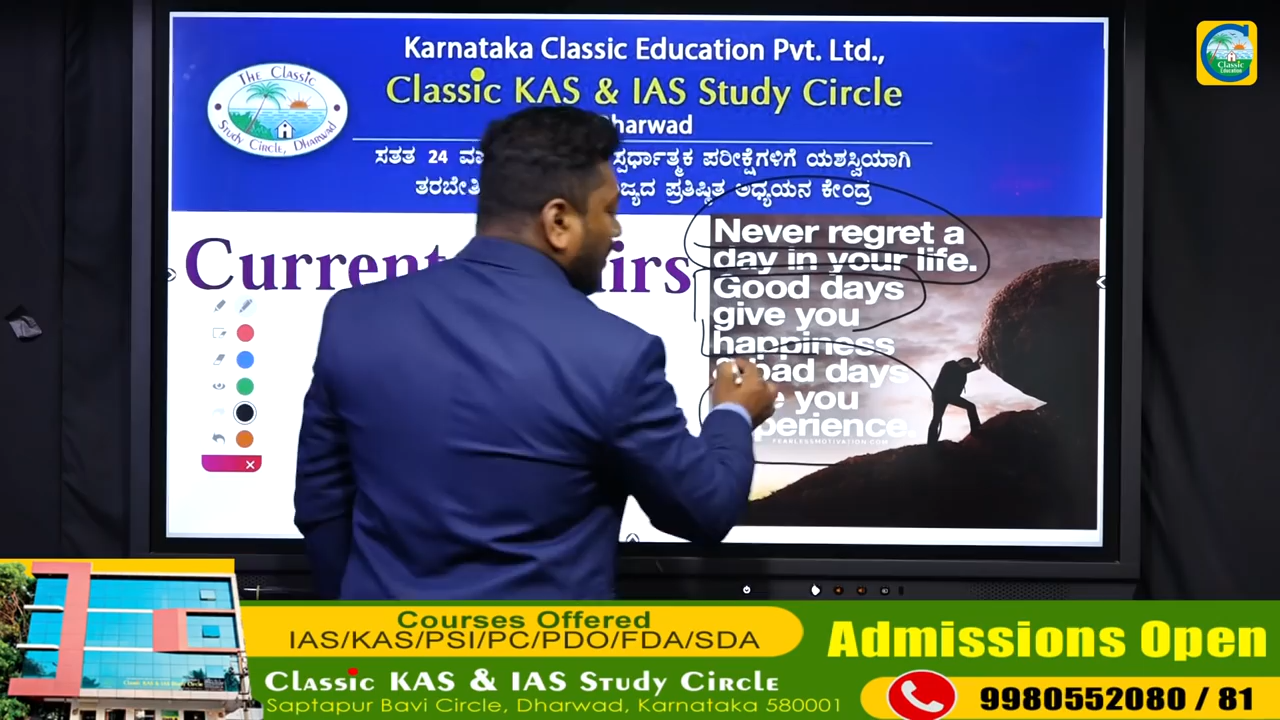 Karnataka Classic Education Pvt. Ltd.,
Classic KAS & IAS Study Circle
The Classic
Study Circle, Dharwad
Dharwad
ಸತತ 24 ಸ್ಪರ್ಧಾತ್ಮಕ ಪರೀಕ್ಷೆಗಳಿಗೆ ಯಶಸ್ವಿಯಾಗಿ
ಪ್ರತಿಷ್ಠಿತ ಅಧ್ಯಯನ ಕೇಂದ್ರ
Classic
Education
Current
Never regret a
day in your life.
Good days
give you
happiness
& bad days
you
FEARLESSMOTIVATION.COM
Courses Offered
IAS/KAS/PSI/PC/PDO/FDA/SDA
Classic KAS & IAS Study Circle
Saptapur Bavi Circle, Dharwad, Karnataka 580001
Admissions Open
9980552080 / 81